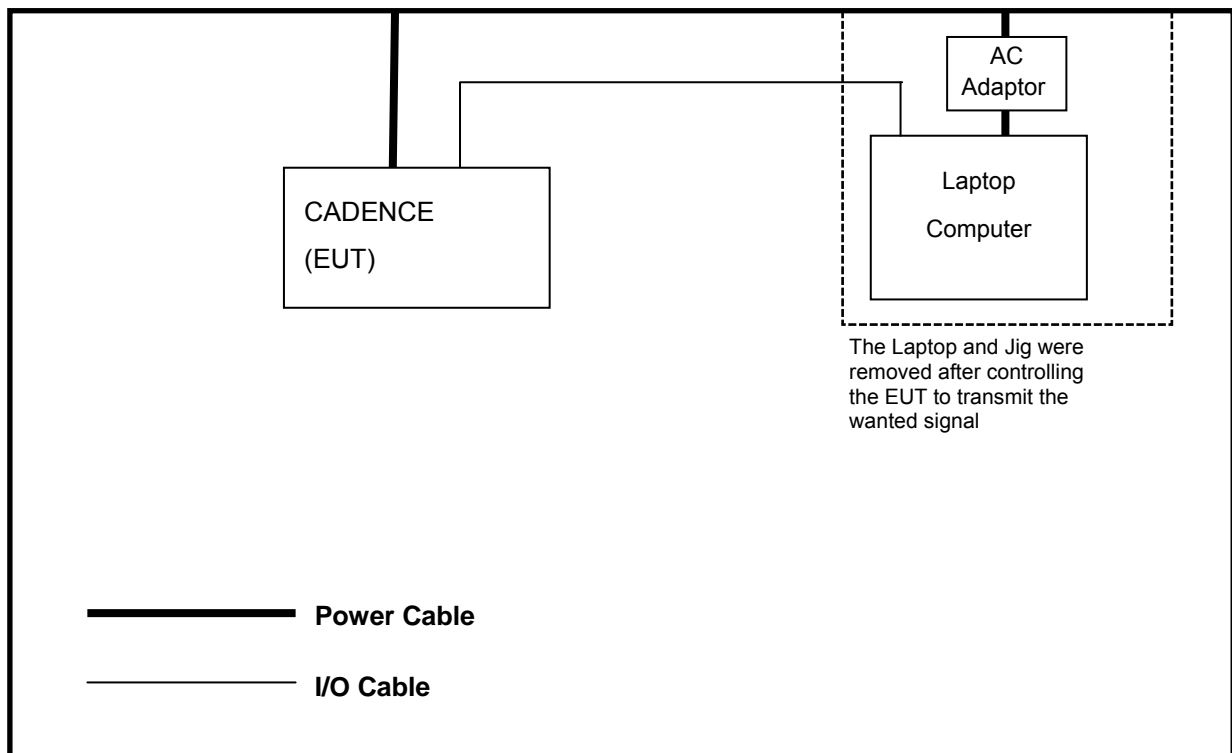 AC
Adaptor
Laptop
Computer
CADENCE
(EUT)
The Laptop and Jig were
removed after controlling
the EUT to transmit the
wanted signal
Power Cable
I/O Cable